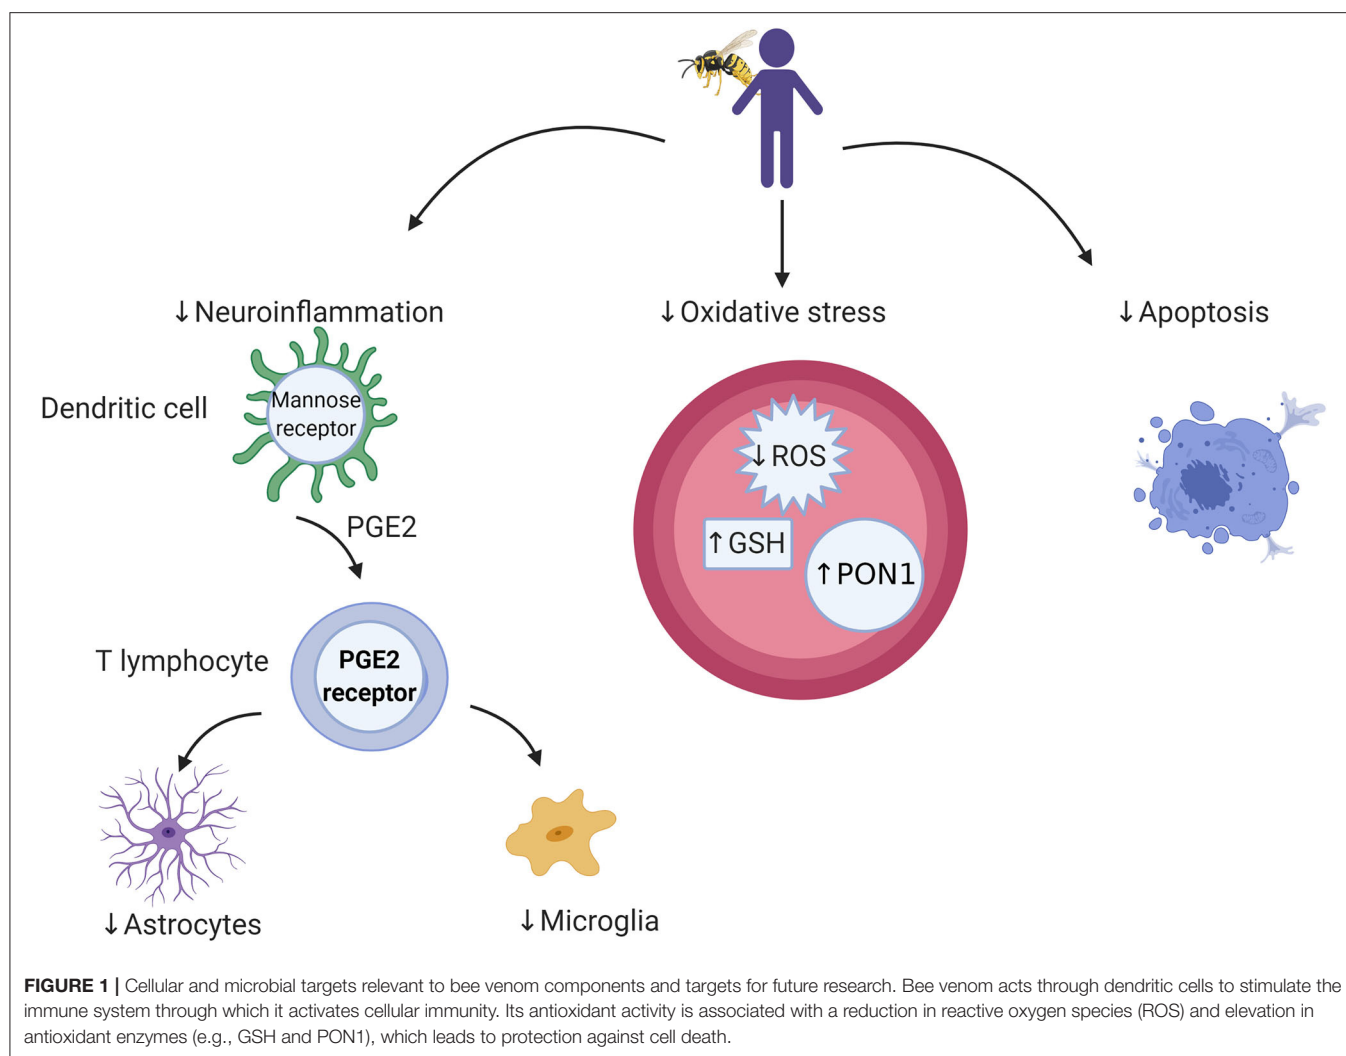 ↓Neuroinflammation
↓Oxidative stress
↓Apoptosis
Dendritic cell
Mannose
receptor
↓ROS
↑GSH
↑PON1
PGE2
T lymphocyte
PGE2
receptor
↓Astrocytes
↓Microglia
FIGURE 1 | Cellular and microbial targets relevant to bee venom components and targets for future research. Bee venom acts through dendritic cells to stimulate the
immune system through which it activates cellular immunity. Its antioxidant activity is associated with a reduction in reactive oxygen species (ROS) and elevation in
antioxidant enzymes (e.g., GSH and PON1), which leads to protection against cell death.